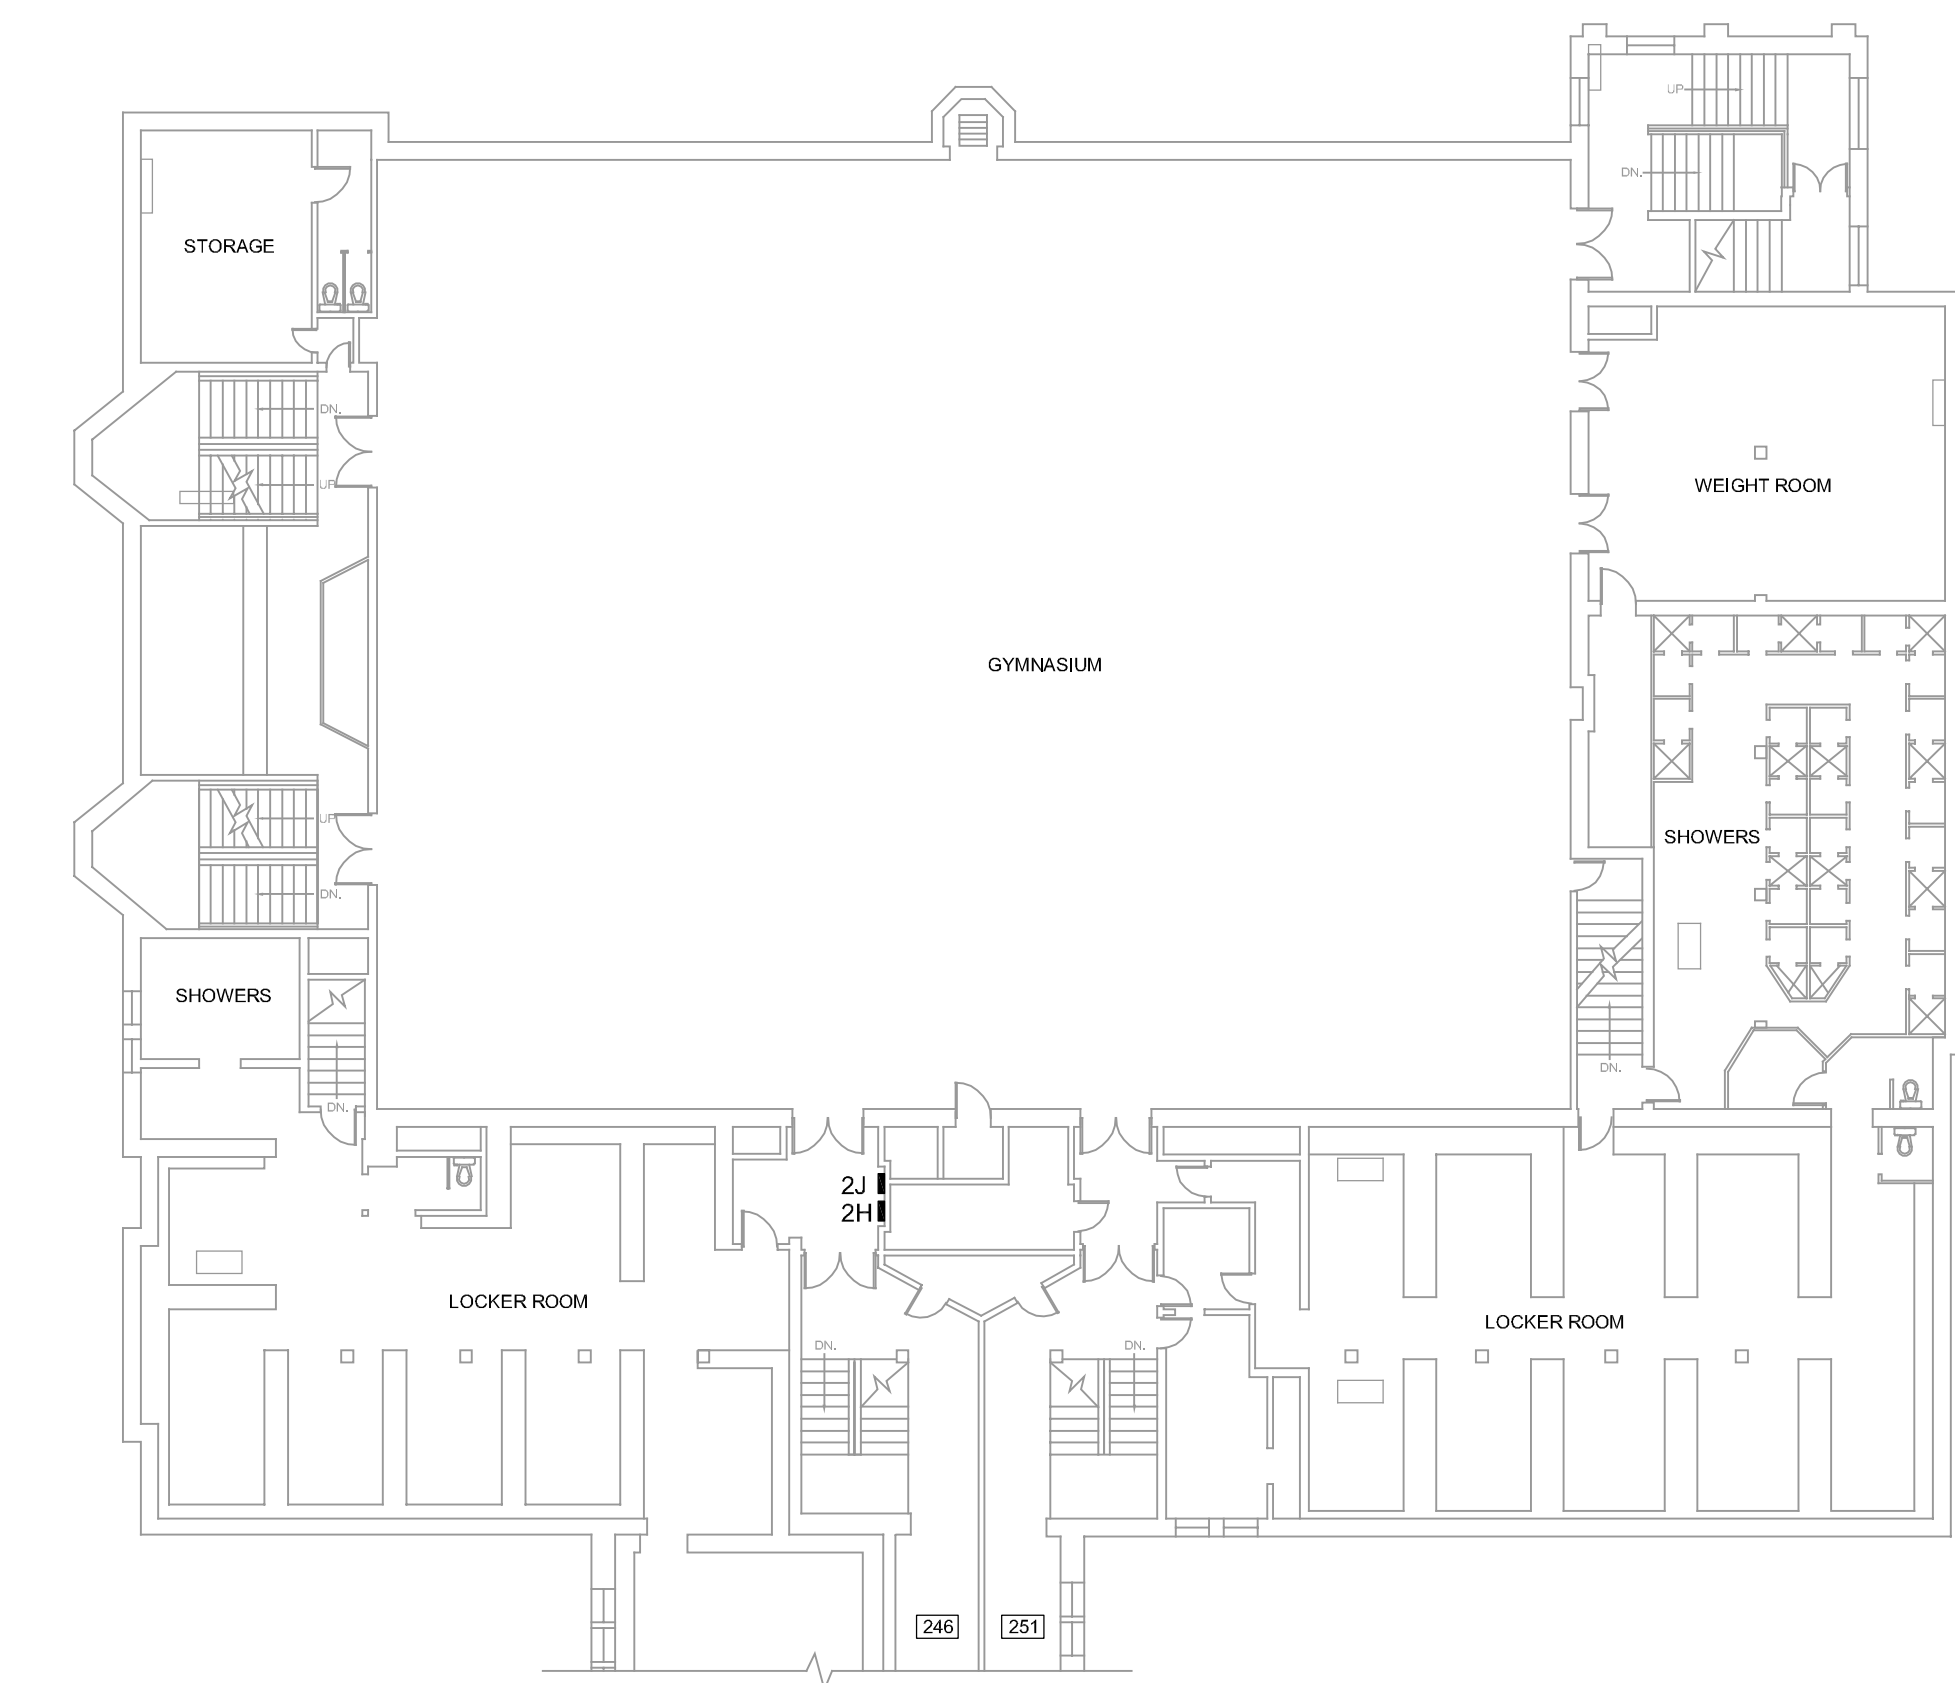 UP
DN.
STORAGE
DN.
UP
WEIGHT ROOM
GYMNASIUM
UP
SHOWERS
DN.
SHOWERS
DN.
DN.
2J
2H
LOCKER ROOM
LOCKER ROOM
DN.
DN.
246
251